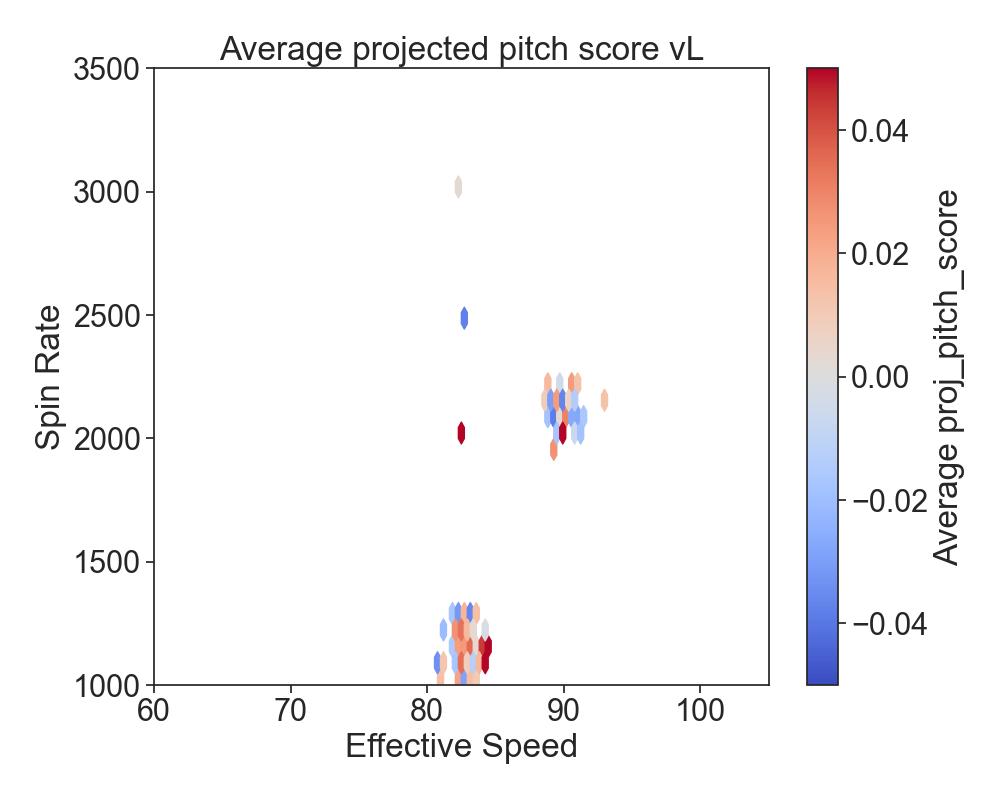 Average projected pitch score vL
3500
3000
2500
2000
1500
1000
Spin Rate
60 70 80 90 100
Effective Speed
0.04
0.02
0.00
−0.02
−0.04
Average proj_pitch_score